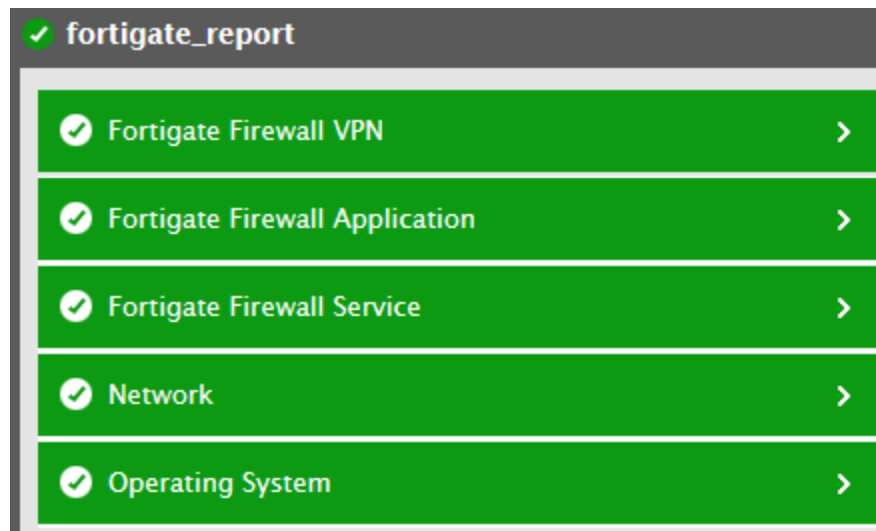 fortigate_report
Fortigate Firewall VPN
Fortigate Firewall Application
Fortigate Firewall Service
Network
Operating System